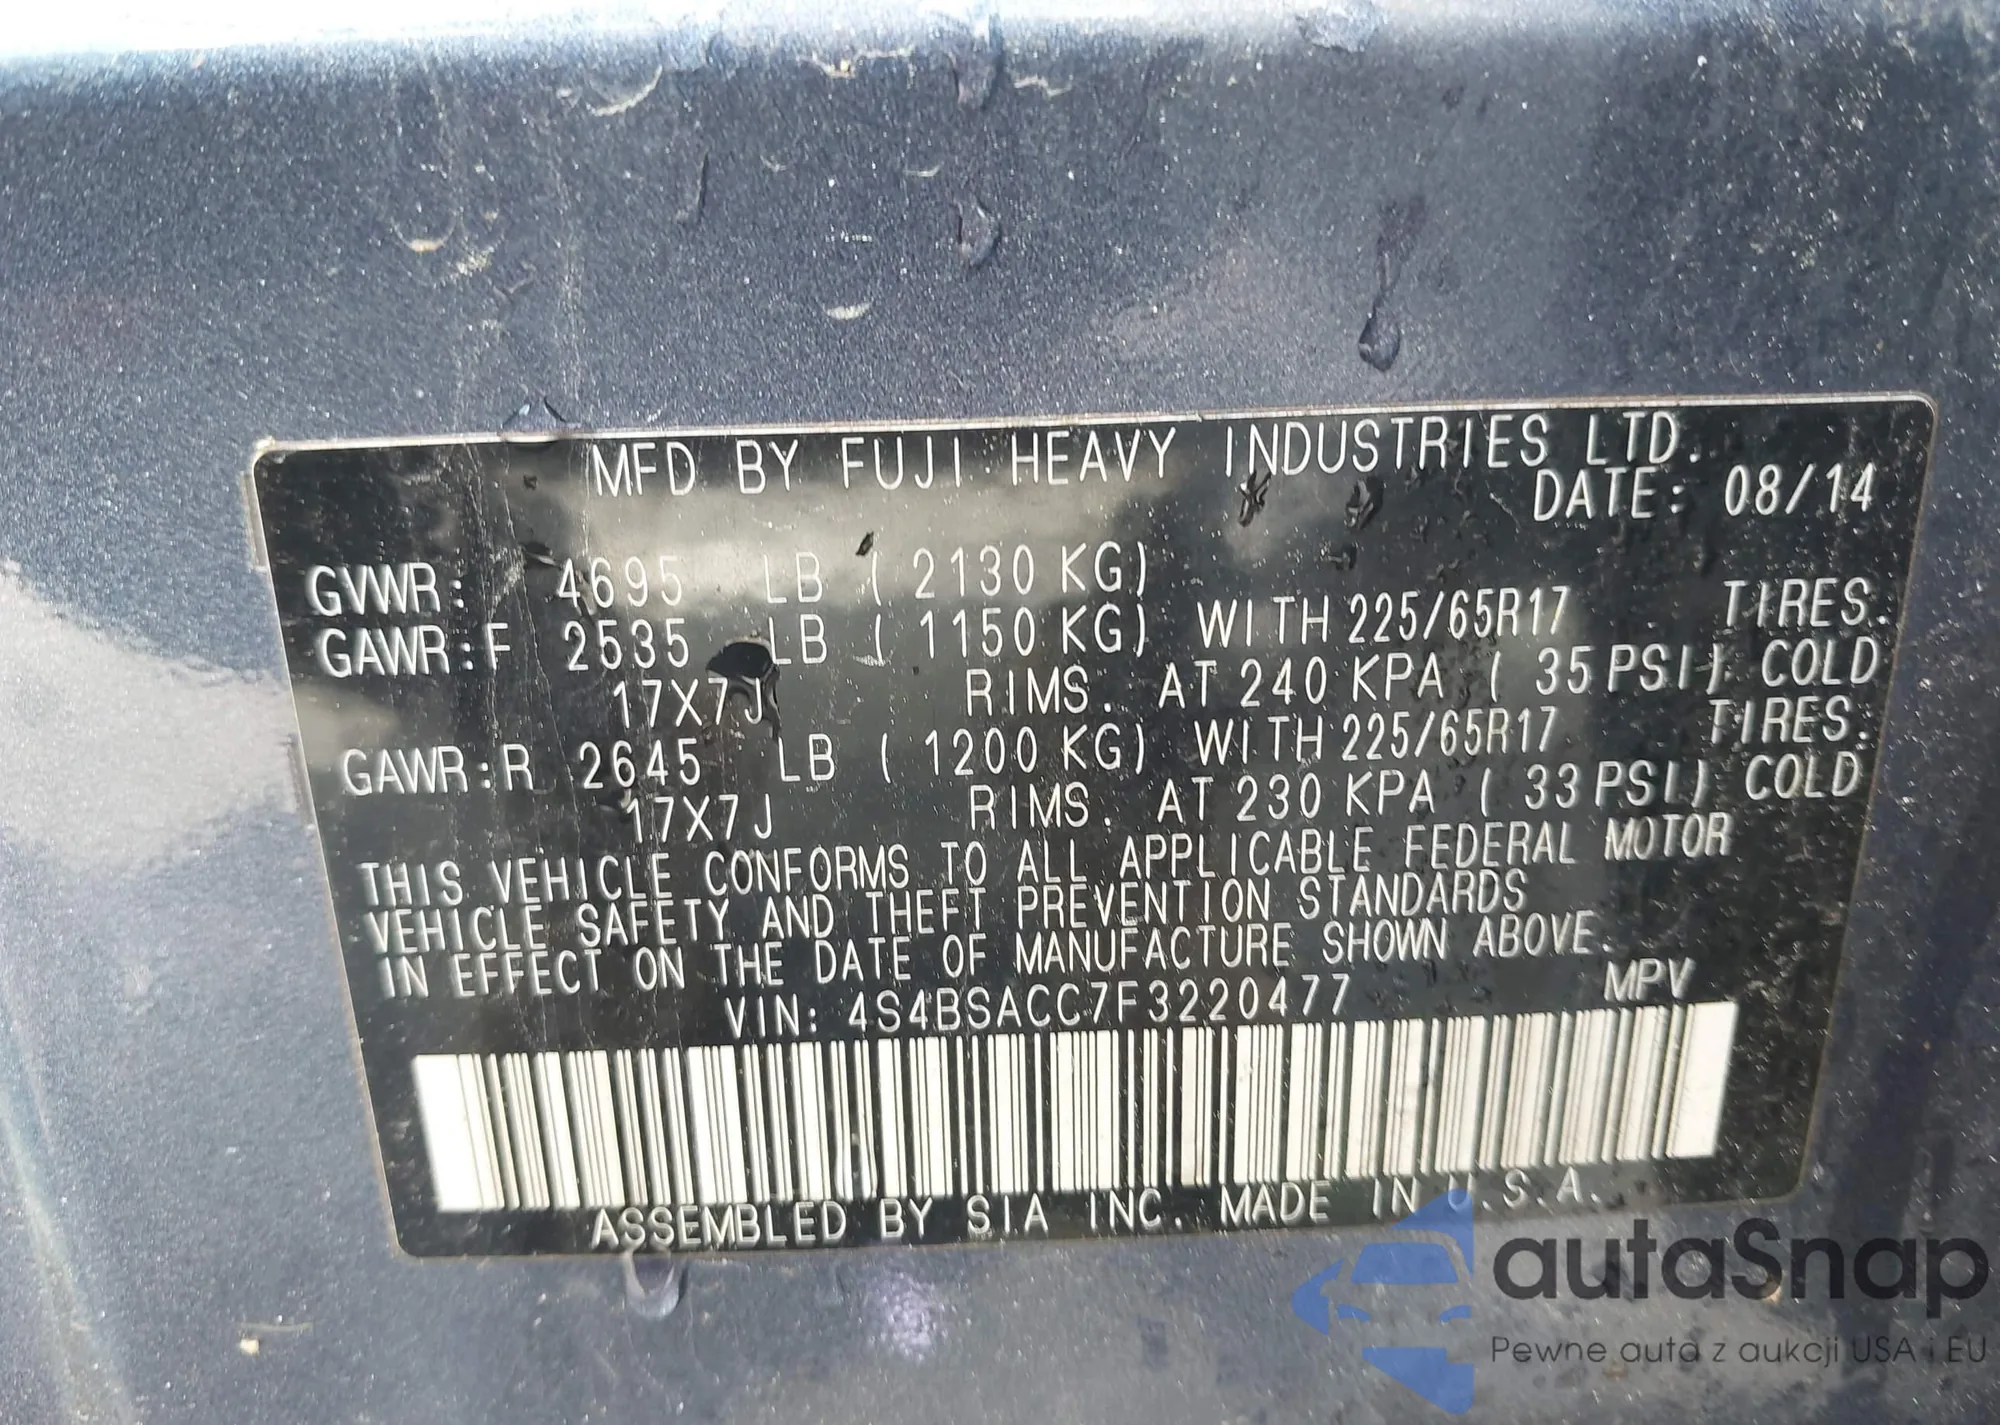 MFD BY FUJI HEAVY INDUSTRIES LTD.
DATE: 08/14
GVWR: 4695 LB ( 2130 KG)
GAWR:F 2535 LB ( 1150 KG) WITH 225/65R17 TIRES.
17X7J RIMS. AT 240 KPA ( 35 PSI) COLD
GAWR:R 2645 LB ( 1200 KG) WITH 225/65R17 TIRES.
17X7J RIMS. AT 230 KPA ( 33 PSI) COLD
THIS VEHICLE CONFORMS TO ALL APPLICABLE FEDERAL MOTOR
VEHICLE SAFETY AND THEFT PREVENTION STANDARDS
IN EFFECT ON THE DATE OF MANUFACTURE SHOWN ABOVE.
VIN: 4S4BSACC7F3220477 MPV
ASSEMBLED BY SIA INC. MADE IN U.S.A.
autaSnap
Pewne auta z aukcji USA i EU